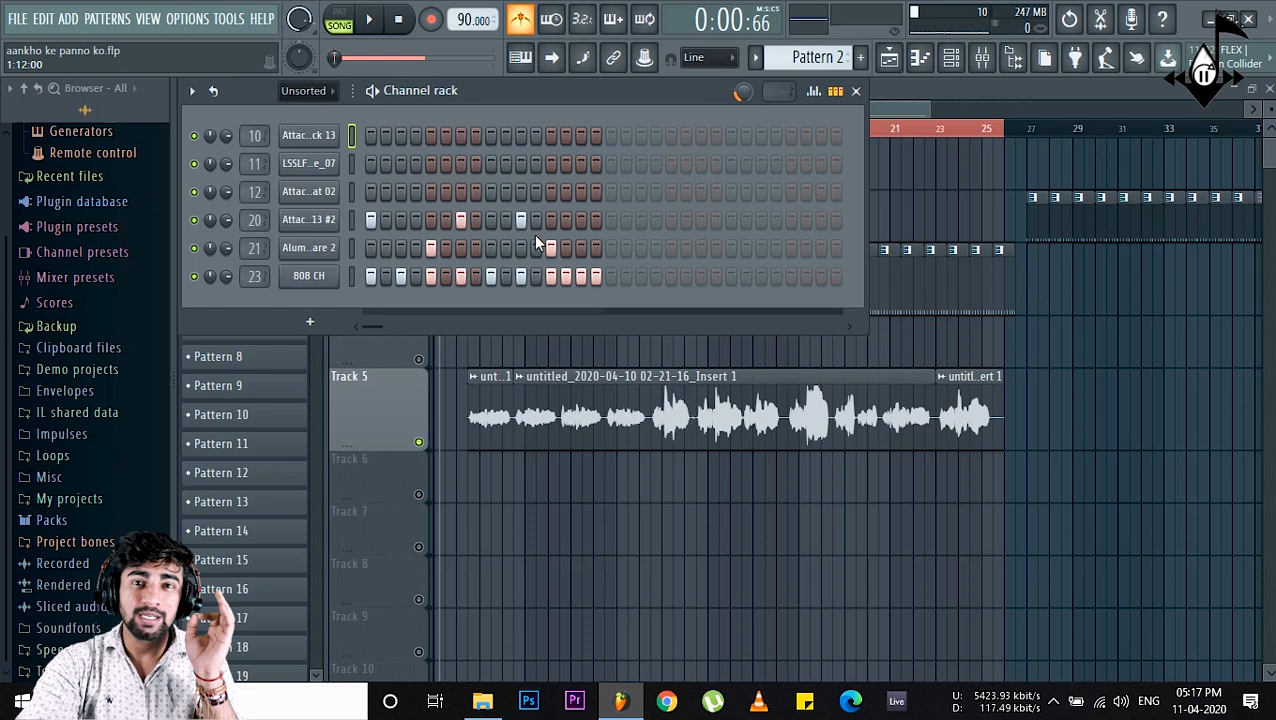 FILE EDIT ADD PATTERNS VIEW OPTIONS TOOLS HELP
PAT
SONG
90.000
3.2
0:00:66
M:S:CS
10
247 MB
0
aankho ke panno ko.flp
1:12:00
Line
Pattern 2
FLEX |
Collider
Browser - All
Unsorted
Channel rack
Generators
Remote control
Recent files
Plugin database
Plugin presets
Channel presets
Mixer presets
Scores
Backup
Clipboard files
Demo projects
Envelopes
IL shared data
Impulses
Loops
Misc
My projects
Packs
Project bones
Recorded
Rendered
Sliced audio
Soundfonts
10 Attac..ck 13
11 LSSLF..e_07
12 Attac..at 02
20 Attac..13 #2
21 Alum..are 2
23 808 CH
+
21 23 25 27 29 31 33 35
Pattern 8
Pattern 9
Pattern 10
Pattern 11
Pattern 12
Pattern 13
Pattern 14
Pattern 15
Pattern 16
17
18
19
Track 5
unt..1
untitled_2020-04-10 02-21-16_Insert 1
untitl..ert 1
Track 6
Track 7
Track 8
Track 9
Track 10
Ps
Pr
Live
U: 5423.93 kbit/s
D: 117.49 kbit/s
ENG
05:17 PM
11-04-2020